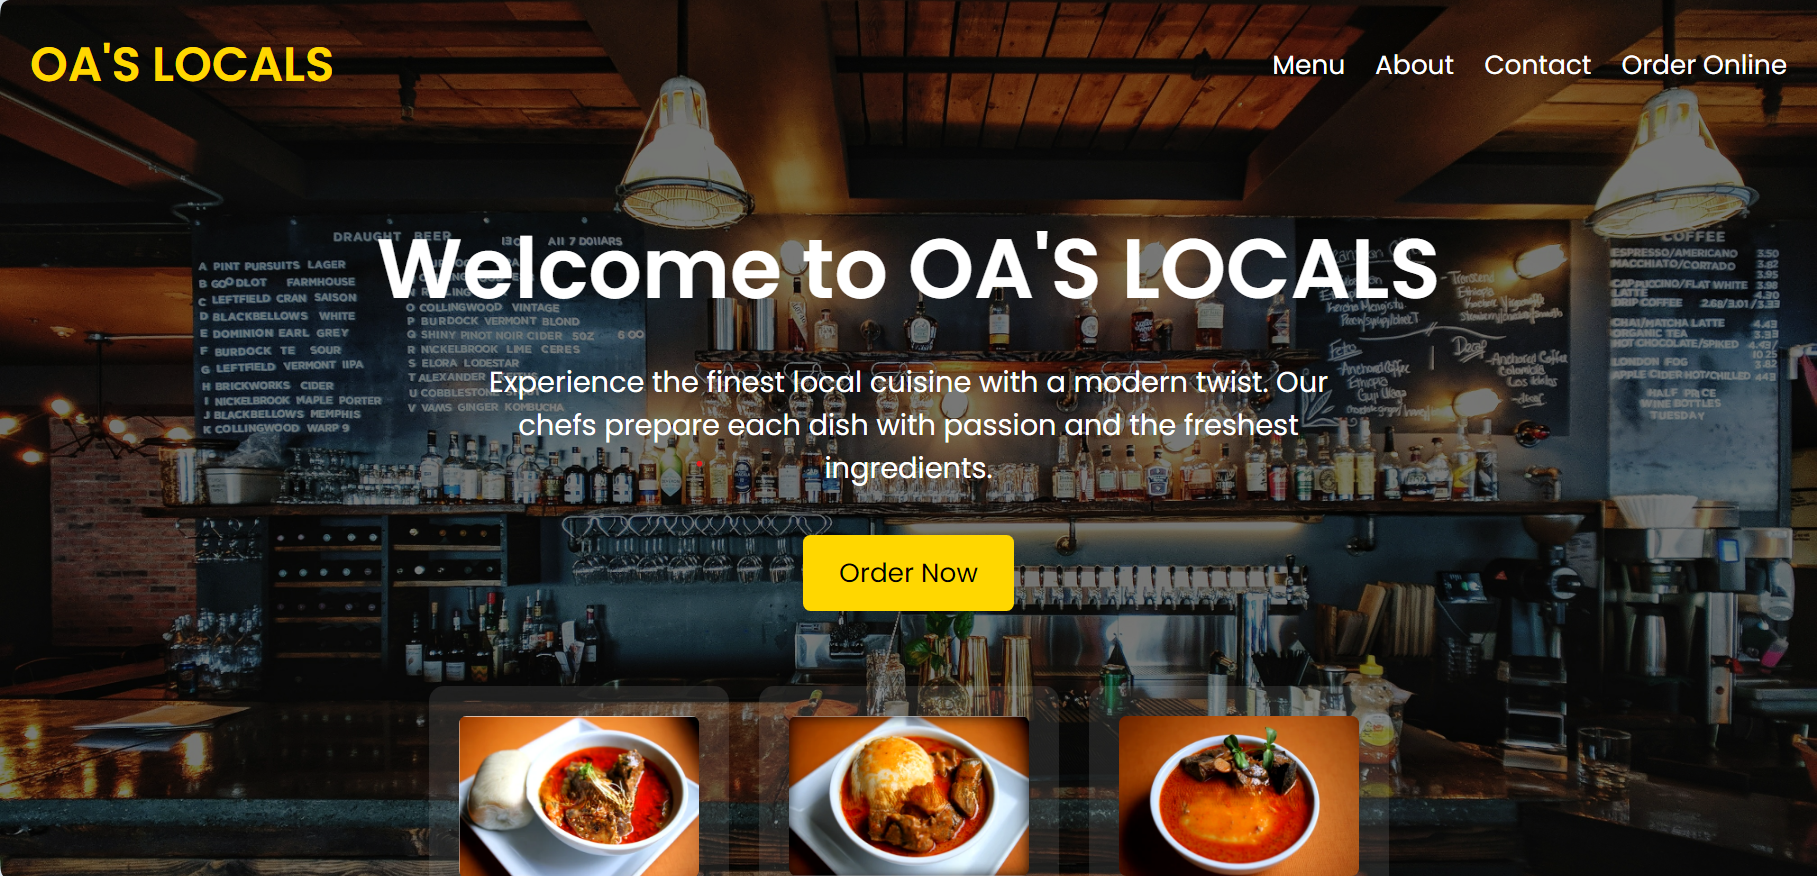 OA'S LOCALS
Menu About Contact Order Online
Welcome to OA'S LOCALS
Experience the finest local cuisine with a modern twist. Our
chefs prepare each dish with passion and the freshest
ingredients.
Order Now
DRAUGHT BEER
All 7 DOllARS
A PINT PURSUITS LAGER
FARMHOUSE
C LEFTFIELD CRAN SAISON
D BLACKBELLOWS WHITE
E DOMINION EARL GREY
F BURDOCK TE SOUR
G LEFTFIELD VERMONT IIPA
H BRICKWORKS CIDER
I NICKELBROOK MAPLE PORTER
J BLACKBELLOWS MEMPHIS
K COLLINGWOOD WARP 9
O COLLINGWOOD VINTAGE
P BURDOCK VERMONT BLOND
Q SHINY PINOT NOIR CIDER 5OZ 6 00
R NICKELBROOK LIME CERES
S ELORA LODESTAR
T ALEXANDER
U COBBLESTONE
V VAMS GINGER KOMBUCHA
COFFEE
ESPRESSO/AMERICANO 3.50
MACCHIATO/CORTADO 3.82
3.95
CAPPUCCINO/FLAT WHITE 3.98
LATTE 4.30
DRIP COFFEE 2.68/3.01/3.33
CHAI/MATCHA LATTE 4.43
ORGANIC TEA 3.33
HOT CHOCOLATE/SPIKED 4.43/
10.25
LONDON FOG 3.82
APPLE CIDER HOT/CHILLED 4.43
HALF PRICE
WINE BOTTLES
TUESDAY